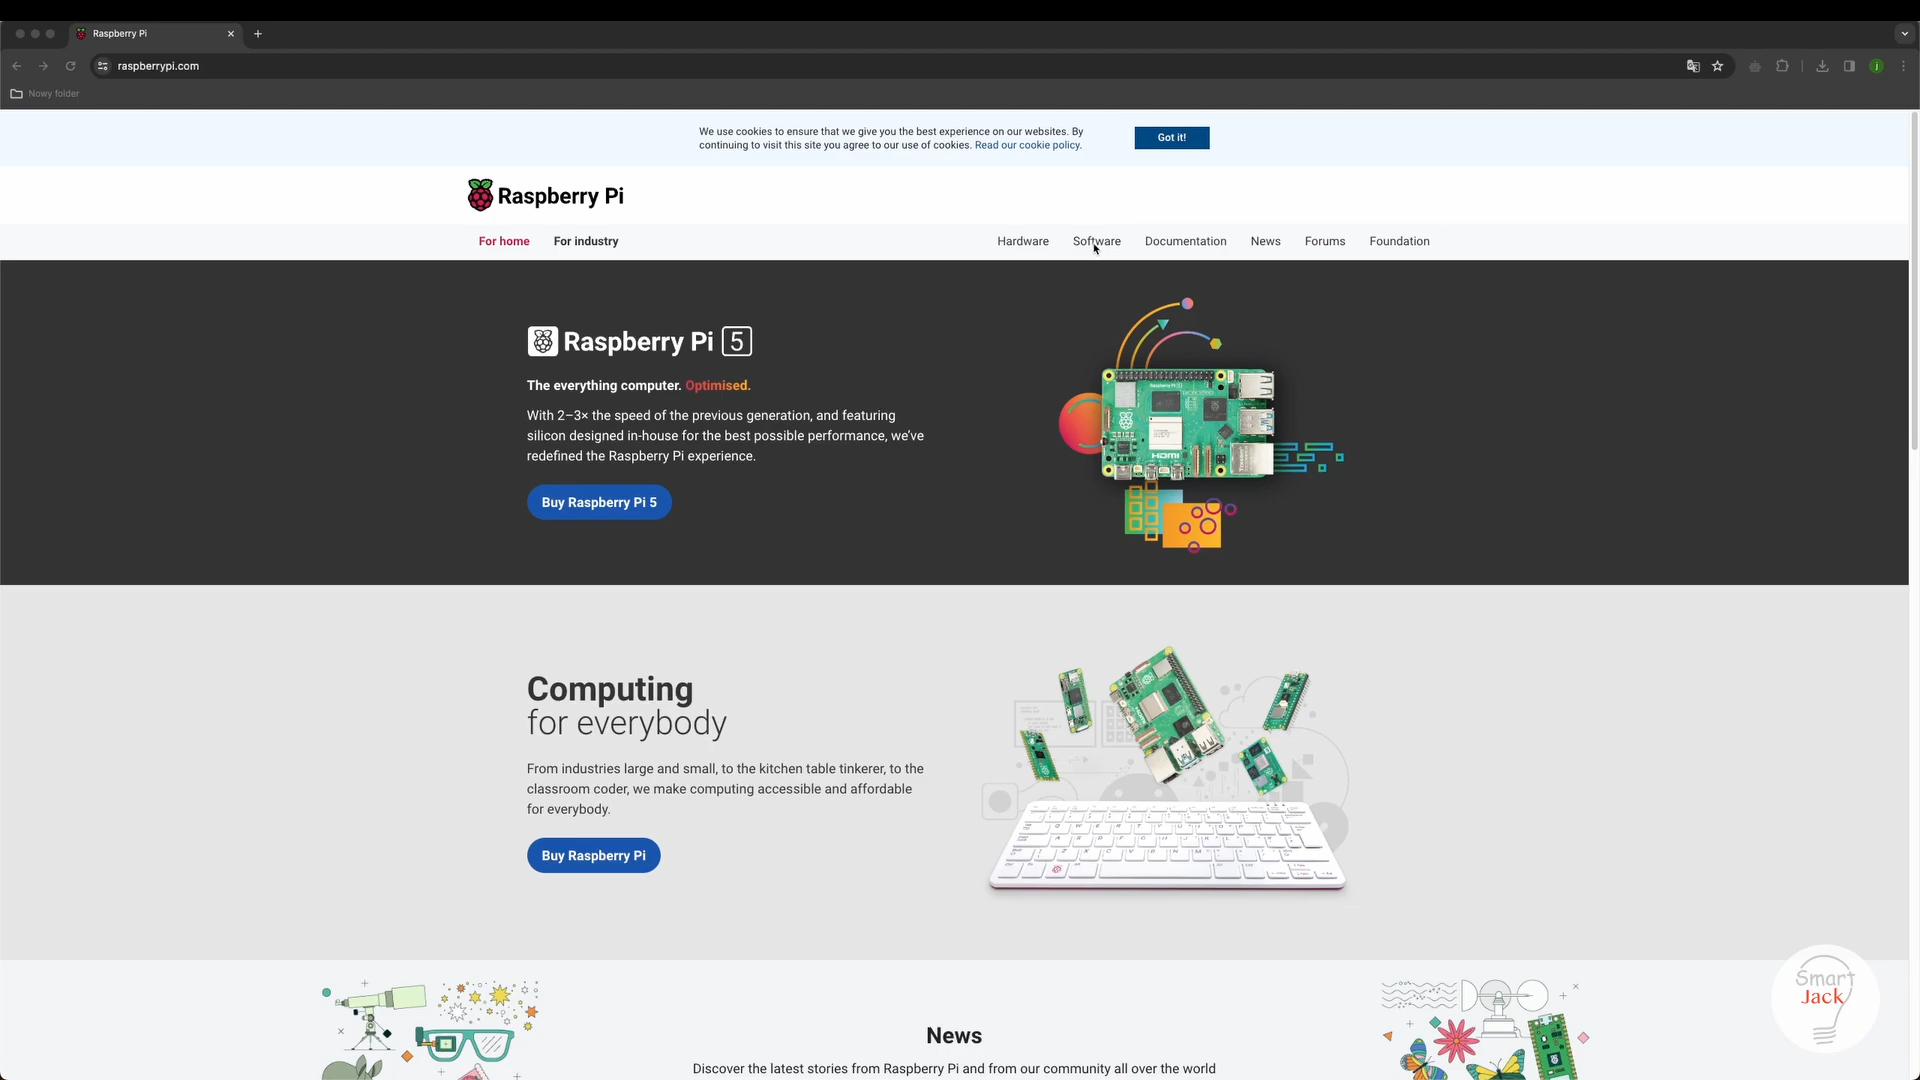 Raspberry Pi
raspberrypi.com
j
Nowy folder
We use cookies to ensure that we give you the best experience on our websites. By
continuing to visit this site you agree to our use of cookies. Read our cookie policy.
Got it!
Raspberry Pi
For home
For industry
Hardware
Software
Documentation
News
Forums
Foundation
Raspberry Pi 5
The everything computer. Optimised.
With 2–3× the speed of the previous generation, and featuring
silicon designed in-house for the best possible performance, we've
redefined the Raspberry Pi experience.
Buy Raspberry Pi 5
HDMI
Computing
for everybody
From industries large and small, to the kitchen table tinkerer, to the
classroom coder, we make computing accessible and affordable
for everybody.
Buy Raspberry Pi
News
Discover the latest stories from Raspberry Pi and from our community all over the world
Smart
Jack